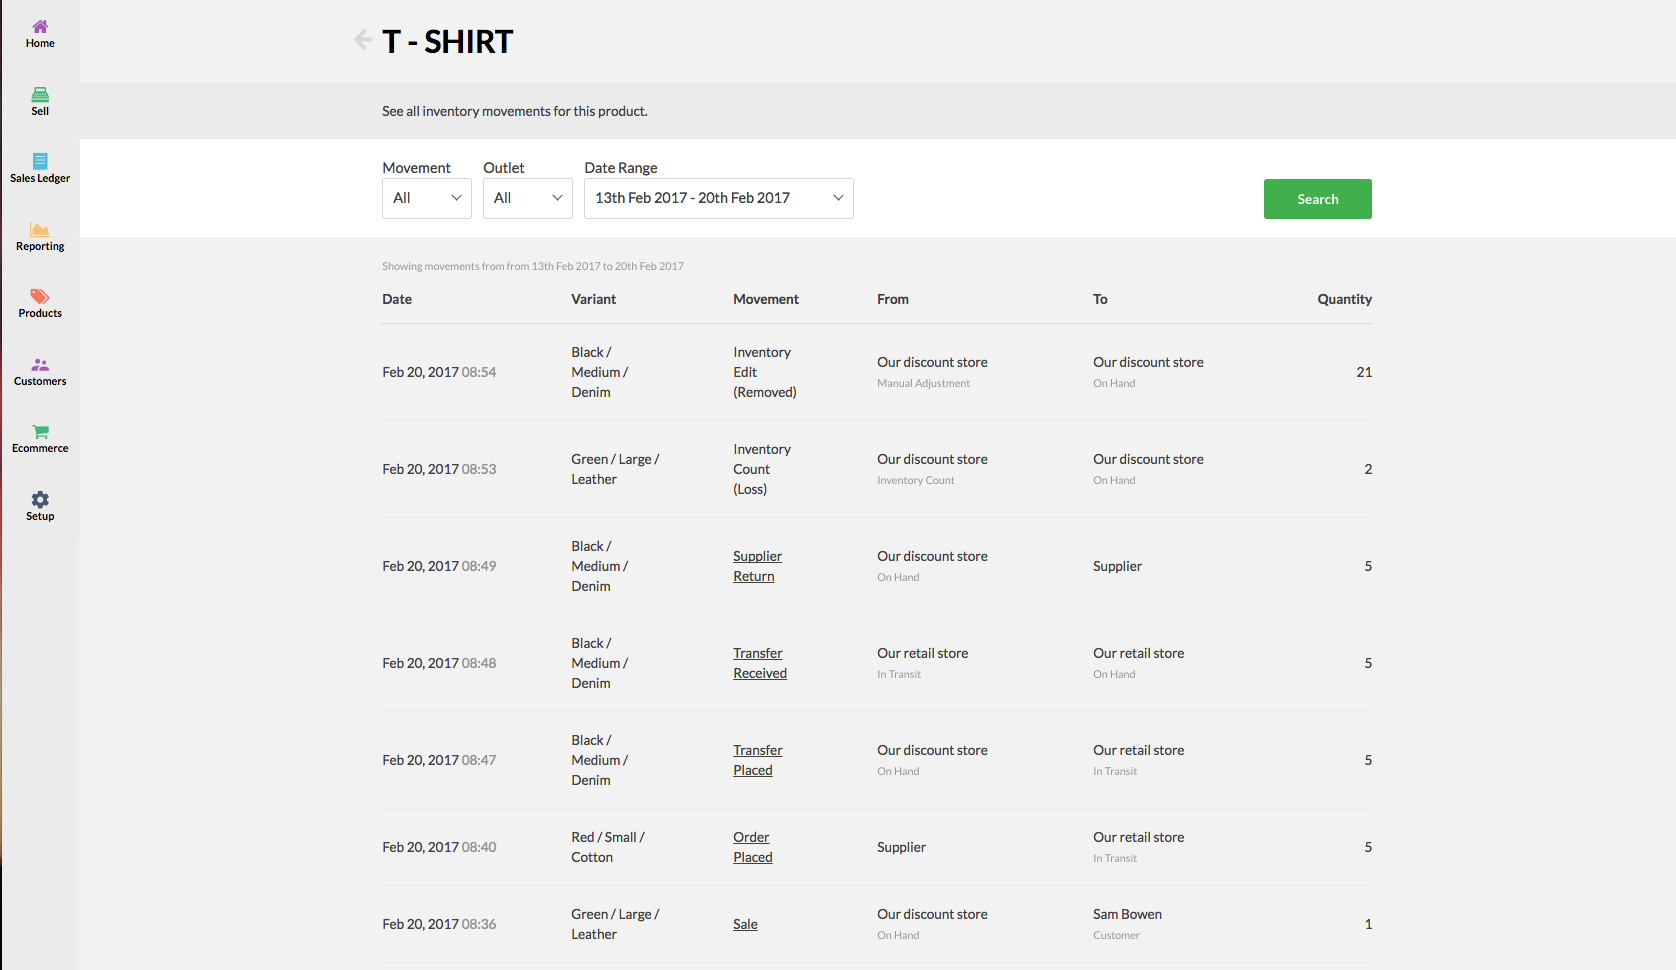 Home
Sell
Sales Ledger
Reporting
Products
Customers
Ecommerce
Setup
T - SHIRT
See all inventory movements for this product.
Movement Outlet Date Range
All All 13th Feb 2017 - 20th Feb 2017 Search
Showing movements from from 13th Feb 2017 to 20th Feb 2017
Date Variant Movement From To Quantity
Black / Inventory
Our discount store Our discount store
Feb 20, 2017 08:54 Medium / Edit 21
Manual Adjustment On Hand
Denim (Removed)
Inventory
Green / Large / Our discount store Our discount store
Feb 20, 2017 08:53 Count 2
Leather Inventory Count On Hand
(Loss)
Black /
Supplier Our discount store
Feb 20, 2017 08:49 Medium / Supplier 5
Return On Hand
Denim
Black /
Transfer Our retail store Our retail store
Feb 20, 2017 08:48 Medium / 5
Received In Transit On Hand
Denim
Black /
Transfer Our discount store Our retail store
Feb 20, 2017 08:47 Medium / 5
Placed On Hand In Transit
Denim
Red / Small / Order Our retail store
Feb 20, 2017 08:40 Supplier 5
Cotton Placed In Transit
Green / Large / Our discount store Sam Bowen
Feb 20, 2017 08:36 Sale 1
Leather On Hand Customer